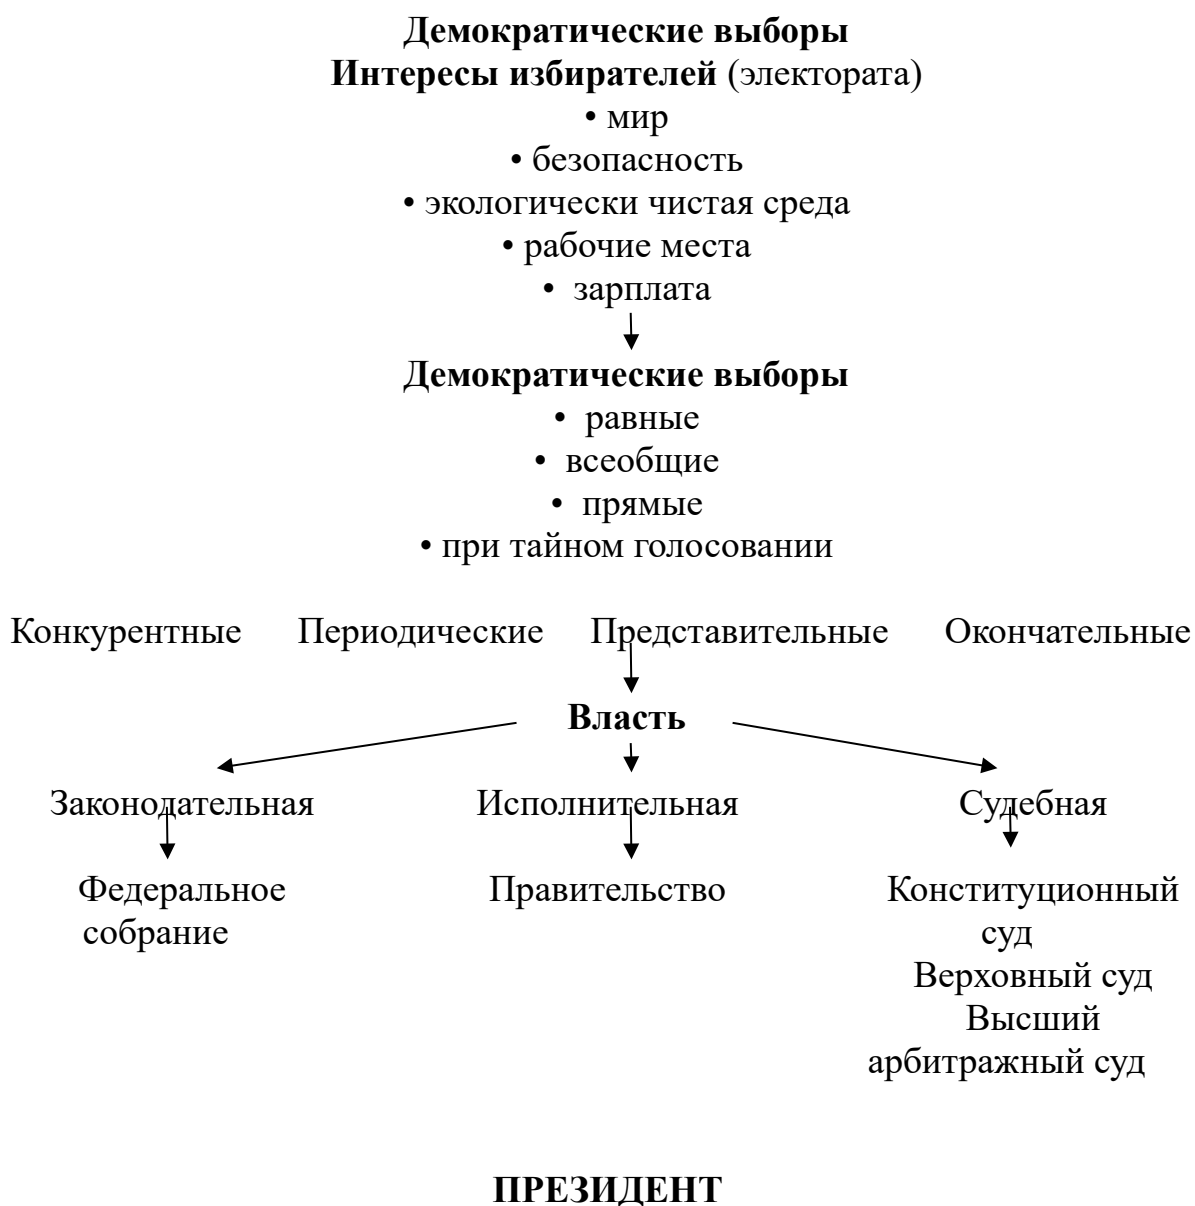 Демократические выборы
Интересы избирателей (электората)
• мир
• безопасность
• экологически чистая среда
• рабочие места
• зарплата
Демократические выборы
• равные
• всеобщие
• прямые
• при тайном голосовании
Конкурентные Периодические Представительные Окончательные
Власть
Законодательная Исполнительная Судебная
Федеральное Правительство Конституционный
собрание суд
Верховный суд
Высший
арбитражный суд
ПРЕЗИДЕНТ